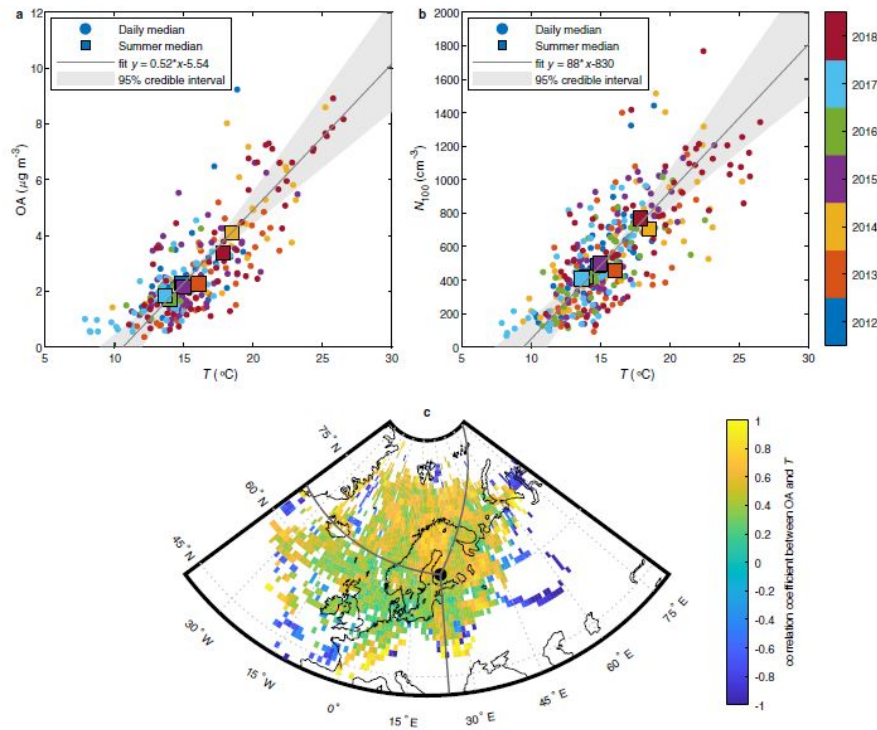 a
Daily median
Summer median
fit y = 0.52*x-5.54
95% credible interval
12
10
8
6
4
2
0
OA (μg m-3)
5
10
15
20
25
30
T (°C)
b
Daily median
Summer median
fit y = 88* x-830
95% credible interval
2000
1800
1600
1400
1200
1000
800
600
400
200
0
N100 (cm-3)
5
10
15
20
25
30
T (°C)
2018
2017
2016
2015
2014
2013
2012
c
75° N
60° N
45° N
30° W
15° W
0°
15° E
30° E
45° E
60° E
75° E
1
0.8
0.6
0.4
0.2
0
-0.2
-0.4
-0.6
-0.8
-1
correlation coefficient between OA and T